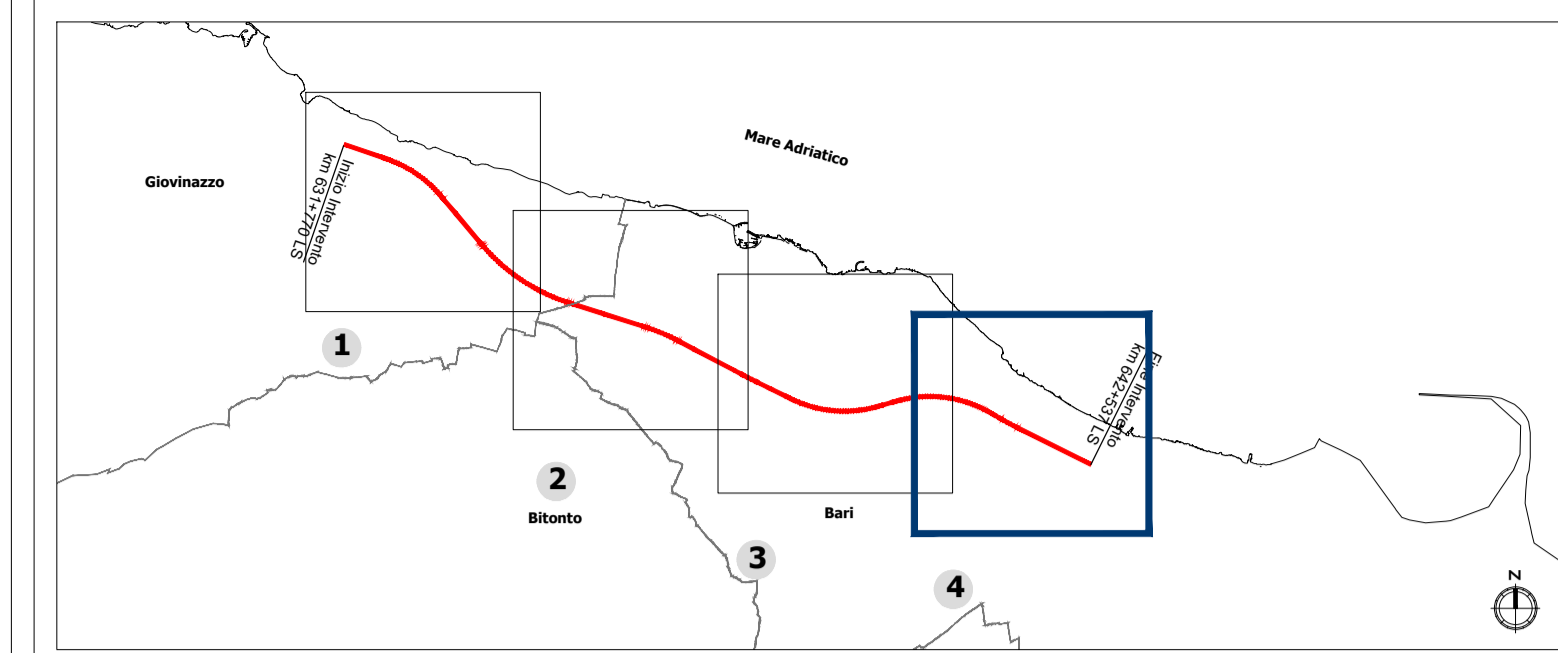 Mare Adriatico
Giovinazzo
Inizio Intervento
km 631+770 LS
1
Fine Intervento
km 642+537 LS
2
Bitonto
Bari
3
4
N